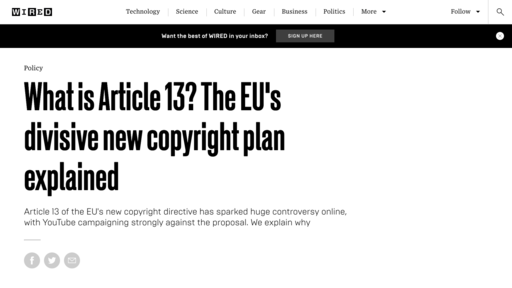 WIRED
Technology Science Culture Gear Business Politics More Follow
Want the best of WIRED in your inbox? SIGN UP HERE
Policy
What is Article 13? The EU's
divisive new copyright plan
explained
Article 13 of the EU's new copyright directive has sparked huge controversy online,
with YouTube campaigning strongly against the proposal. We explain why